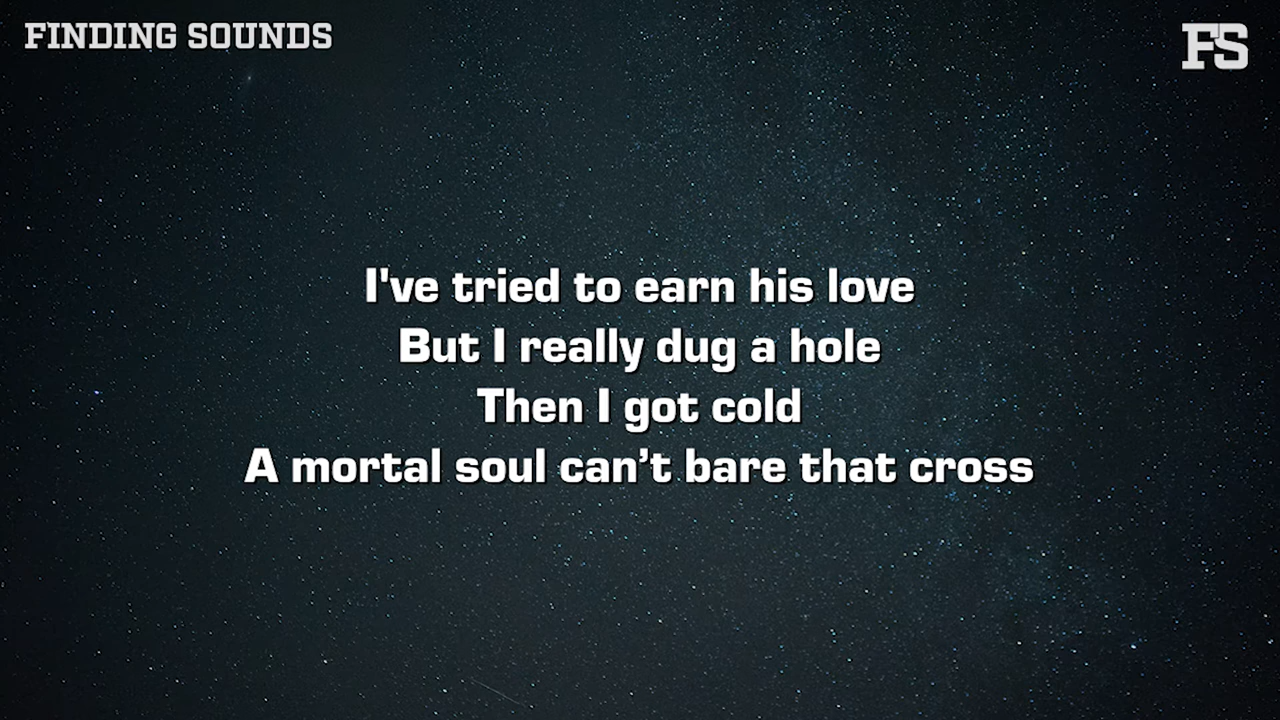 FINDING SOUNDS
FS
I've tried to earn his love
But I really dug a hole
Then I got cold
A mortal soul can’t bare that cross